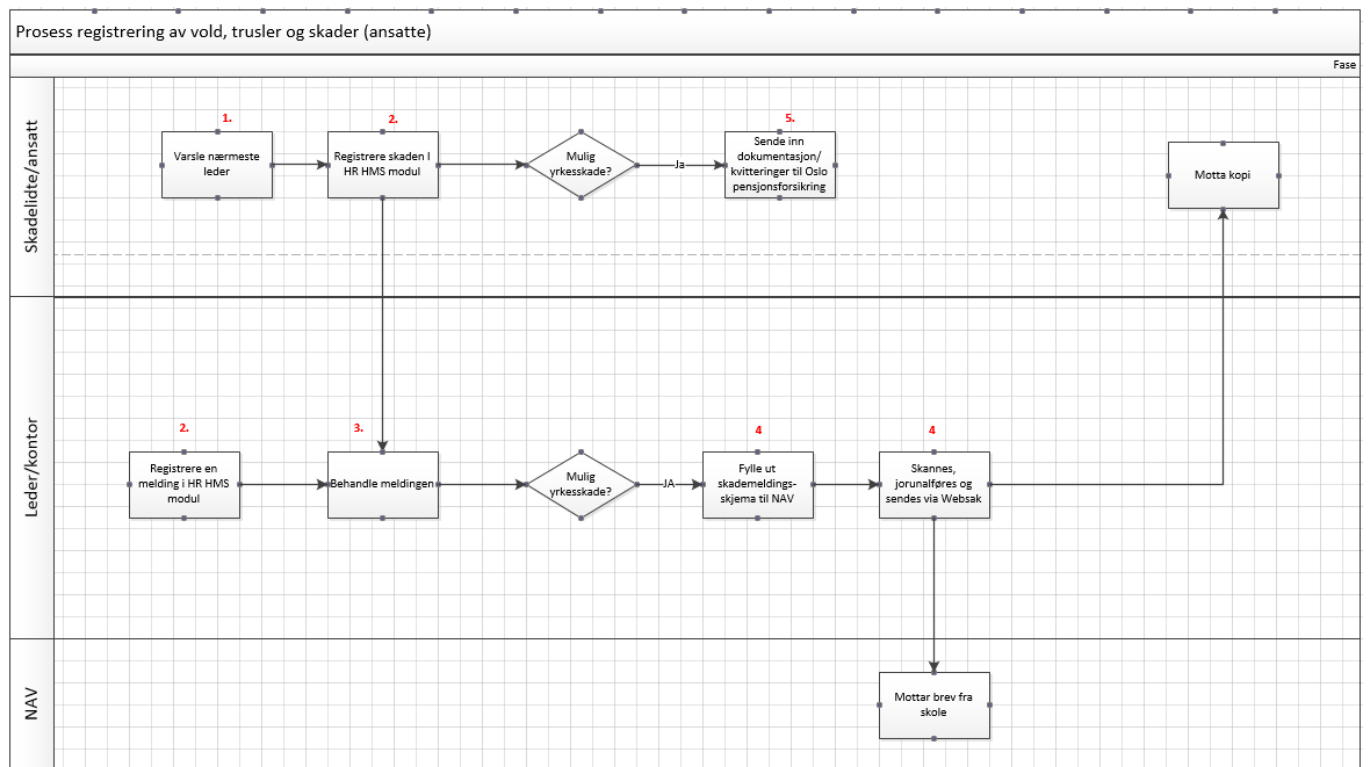 Prosess registrering av vold, trusler og skader (ansatte)
Fase
Skadelidte/ansatt
1.
Varsle nærmeste
leder
2.
Registrere skaden I
HR HMS modul
Mulig
yrkesskade?
Ja
5.
Sende inn
dokumentasjon/
kvitteringer til Oslo
pensjonsforsikring
Motta kopi
Leder/kontor
2.
Registrere en
melding i HR HMS
modul
3.
Behandle meldingen
Mulig
yrkesskade?
JA
4
Fylle ut
skademeldings-
skjema til NAV
4
Skannes,
jorunalføres og
sendes via Websak
NAV
Mottar brev fra
skole